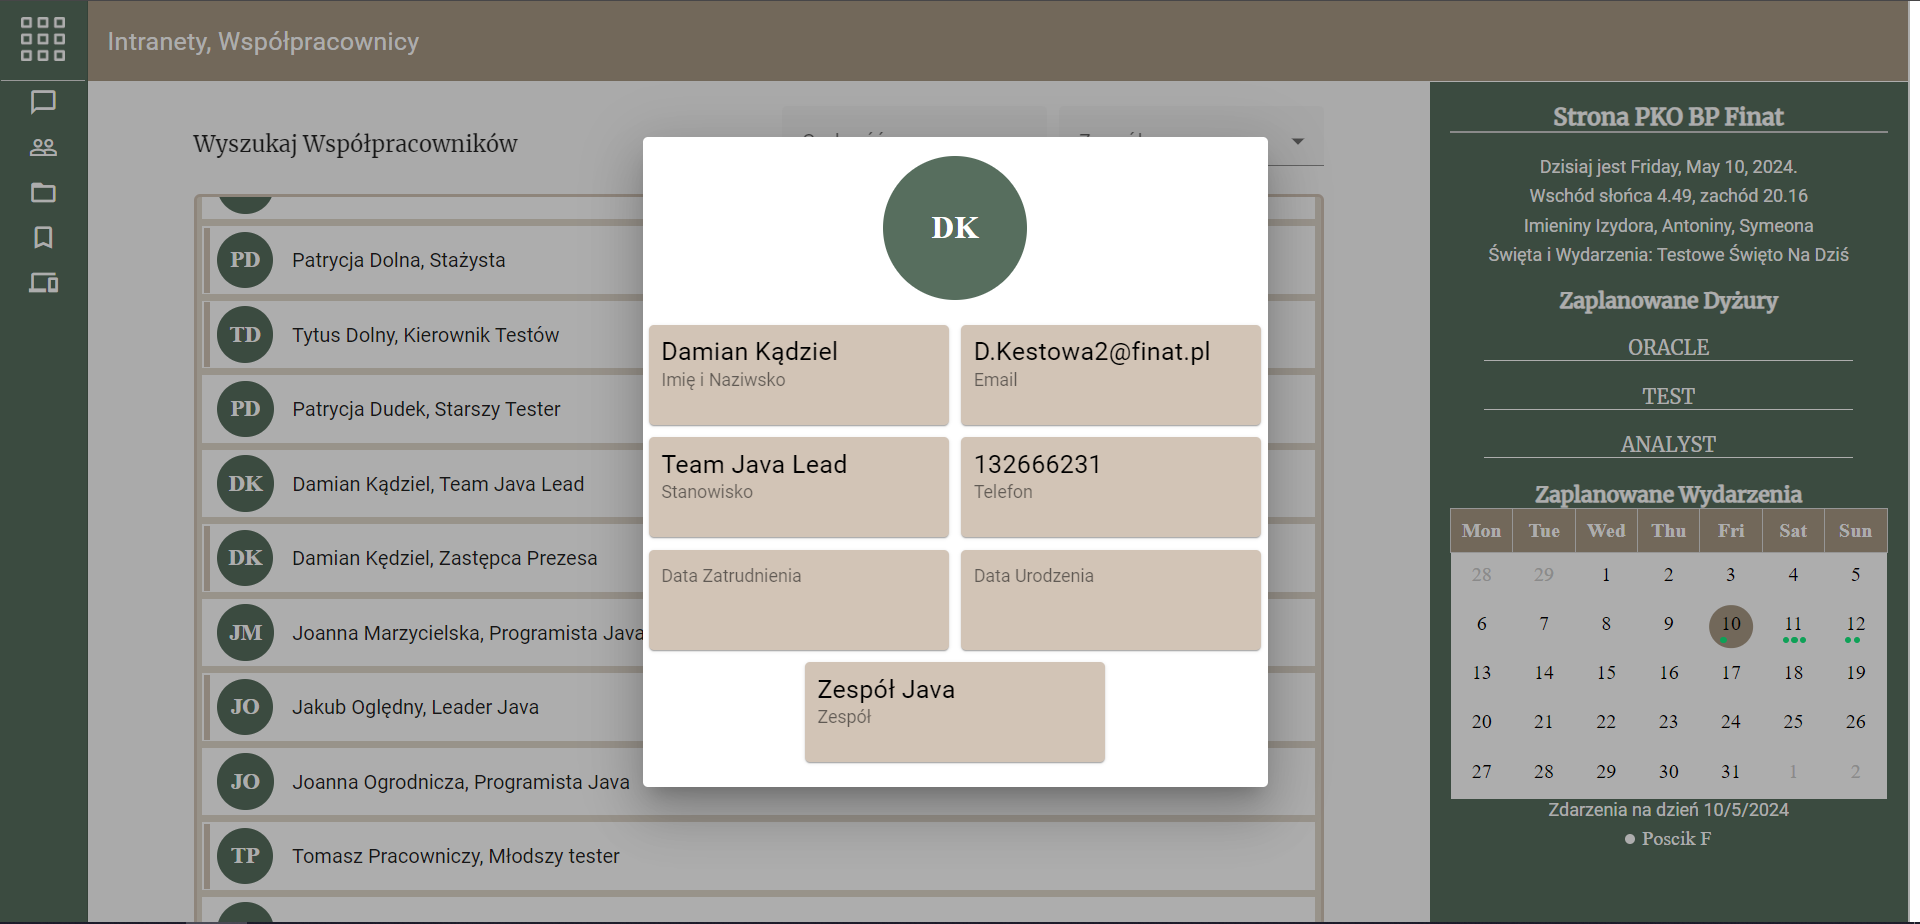 Intranety, Współpracownicy
Wyszukaj Współpracowników
PD
Patrycja Dolna, Stażysta
TD
Tytus Dolny, Kierownik Testów
PD
Patrycja Dudek, Starszy Tester
DK
Damian Kądziel, Team Java Lead
DK
Damian Kędziel, Zastępca Prezesa
JM
Joanna Marzycielska, Programista Java
JO
Jakub Oględny, Leader Java
JO
Joanna Ogrodnicza, Programista Java
TP
Tomasz Pracowniczy, Młodszy tester
DK
Damian Kądziel
Imię i Naziwsko
D.Kestowa2@finat.pl
Email
Team Java Lead
Stanowisko
132666231
Telefon
Data Zatrudnienia
Data Urodzenia
Zespół Java
Zespół
Strona PKO BP Finat
Dzisiaj jest Friday, May 10, 2024.
Wschód słońca 4.49, zachód 20.16
Imieniny Izydora, Antoniny, Symeona
Święta i Wydarzenia: Testowe Święto Na Dziś
Zaplanowane Dyżury
ORACLE
TEST
ANALYST
Zaplanowane Wydarzenia
Mon Tue Wed Thu Fri Sat Sun
28 29 1 2 3 4 5
6 7 8 9 10 11 12
13 14 15 16 17 18 19
20 21 22 23 24 25 26
27 28 29 30 31 1 2
Zdarzenia na dzień 10/5/2024
Poscik F